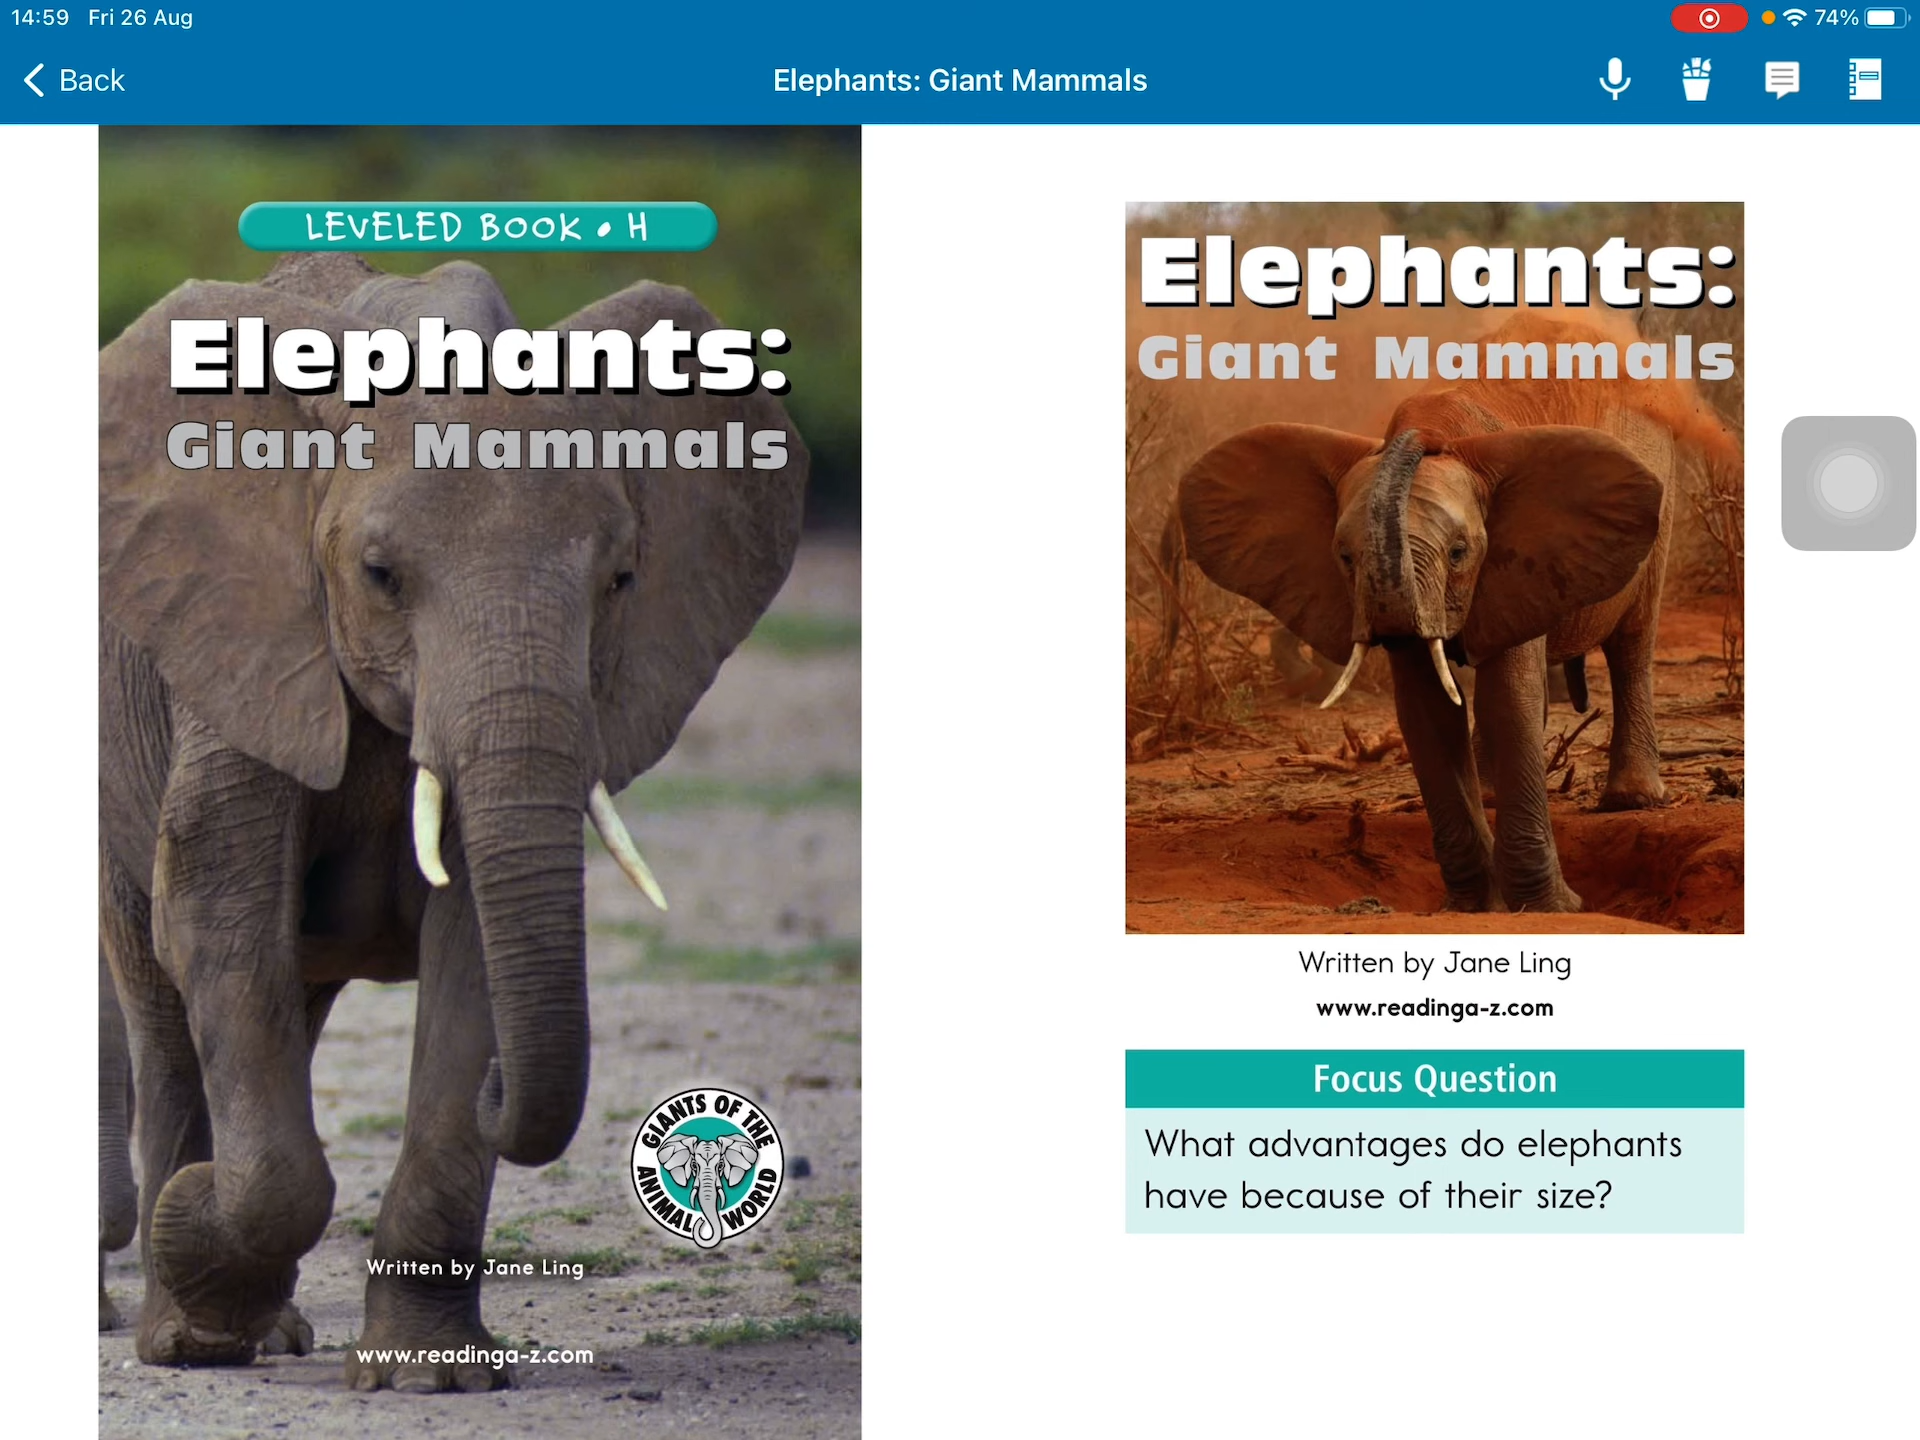 14:59 Fri 26 Aug
74%
Back
Elephants: Giant Mammals
LEVELED BOOK • H
Elephants:
Giant Mammals
GIANTS OF THE
ANIMAL WORLD
Written by Jane Ling
www.readinga-z.com
Elephants:
Giant Mammals
Written by Jane Ling
www.readinga-z.com
Focus Question
What advantages do elephants
have because of their size?